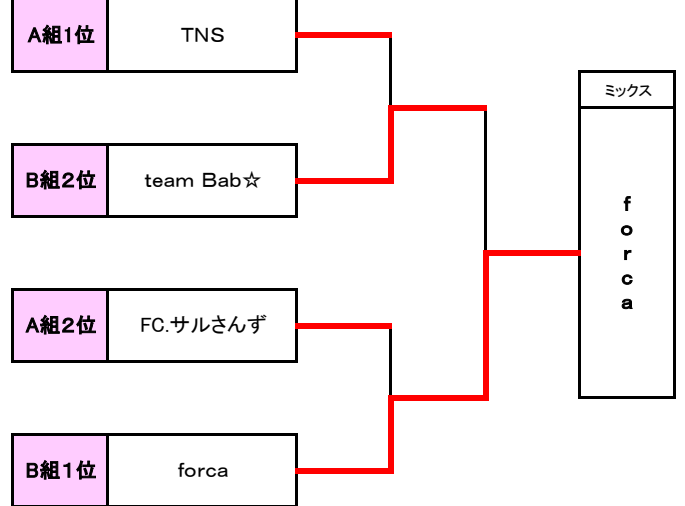 A組1位 TNS
B組2位 team Bab☆
A組2位 FC.サルさんず
B組1位 forca
ミックス
forca